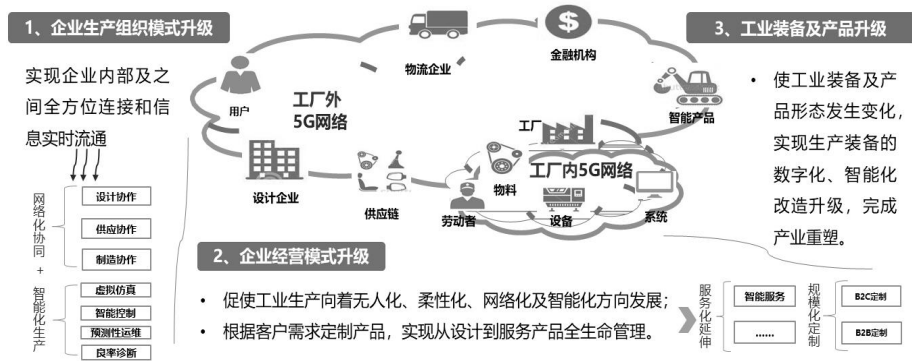 1、企业生产组织模式升级
实现企业内部及之
间全方位连接和信
息实时流通
网络化协同
+
智能化生产
设计协作
供应协作
制造协作
虚拟仿真
智能控制
预测性运维
良率诊断
用户
物流企业
金融机构
智能产品
工厂外
5G网络
设计企业
供应链
工厂
工厂内5G网络
物料
劳动者
设备
系统
2、企业经营模式升级
• 促使工业生产向着无人化、柔性化、网络化及智能化方向发展；
• 根据客户需求定制产品，实现从设计到服务产品全生命管理。
服务化延伸
智能服务
……
规模化定制
B2C定制
B2B定制
3、工业装备及产品升级
• 使工业装备及产
品形态发生变化，
实现生产装备的
数字化、智能化
改造升级，完成
产业重塑。